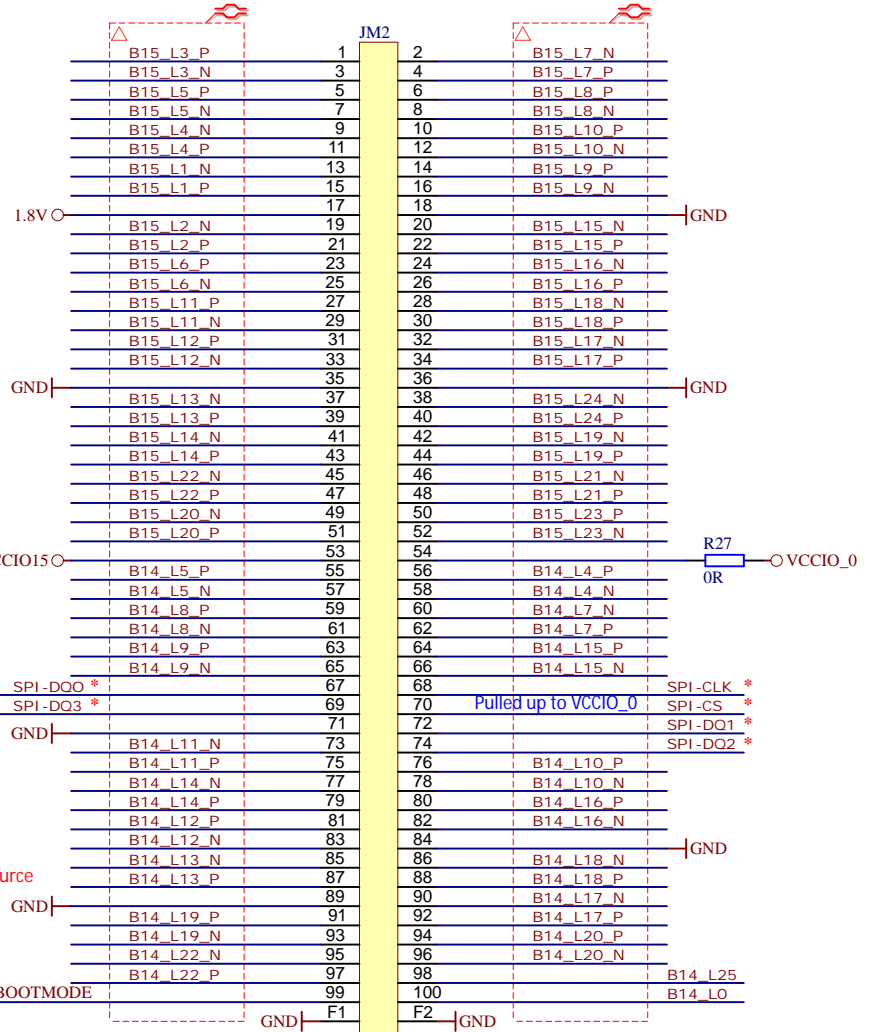 JM2
B15_L3_P 1 2 B15_L7_N
B15_L3_N 3 4 B15_L7_P
B15_L5_P 5 6 B15_L8_P
B15_L5_N 7 8 B15_L8_N
B15_L4_N 9 10 B15_L10_P
B15_L4_P 11 12 B15_L10_N
B15_L1_N 13 14 B15_L9_P
B15_L1_P 15 16 B15_L9_N
1.8V 17 18 GND
B15_L2_N 19 20 B15_L15_N
B15_L2_P 21 22 B15_L15_P
B15_L6_P 23 24 B15_L16_N
B15_L6_N 25 26 B15_L16_P
B15_L11_P 27 28 B15_L18_N
B15_L11_N 29 30 B15_L18_P
B15_L12_P 31 32 B15_L17_N
B15_L12_N 33 34 B15_L17_P
GND 35 36 GND
B15_L13_N 37 38 B15_L24_N
B15_L13_P 39 40 B15_L24_P
B15_L14_N 41 42 B15_L19_N
B15_L14_P 43 44 B15_L19_P
B15_L22_N 45 46 B15_L21_N
B15_L22_P 47 48 B15_L21_P
B15_L20_N 49 50 B15_L23_P
B15_L20_P 51 52 B15_L23_N
R27
CCIO15 53 54 VCCIO_0
0R
B14_L5_P 55 56 B14_L4_P
B14_L5_N 57 58 B14_L4_N
B14_L8_P 59 60 B14_L7_N
B14_L8_N 61 62 B14_L7_P
B14_L9_P 63 64 B14_L15_P
B14_L9_N 65 66 B14_L15_N
SPI-DQ0 * 67 68 SPI-CLK *
SPI-DQ3 * 69 70 Pulled up to VCCIO_0 SPI-CS *
GND 71 72 SPI-DQ1 *
B14_L11_N 73 74 SPI-DQ2 *
B14_L11_P 75 76 B14_L10_P
B14_L14_N 77 78 B14_L10_N
B14_L14_P 79 80 B14_L16_P
B14_L12_P 81 82 B14_L16_N
B14_L12_N 83 84 GND
B14_L13_N 85 86 B14_L18_N
urce B14_L13_P 87 88 B14_L18_P
GND 89 90 B14_L17_N
B14_L19_P 91 92 B14_L17_P
B14_L19_N 93 94 B14_L20_P
B14_L22_N 95 96 B14_L20_N
B14_L22_P 97 98 B14_L25
BOOTMODE 99 100 B14_L0
GND F1 F2 GND